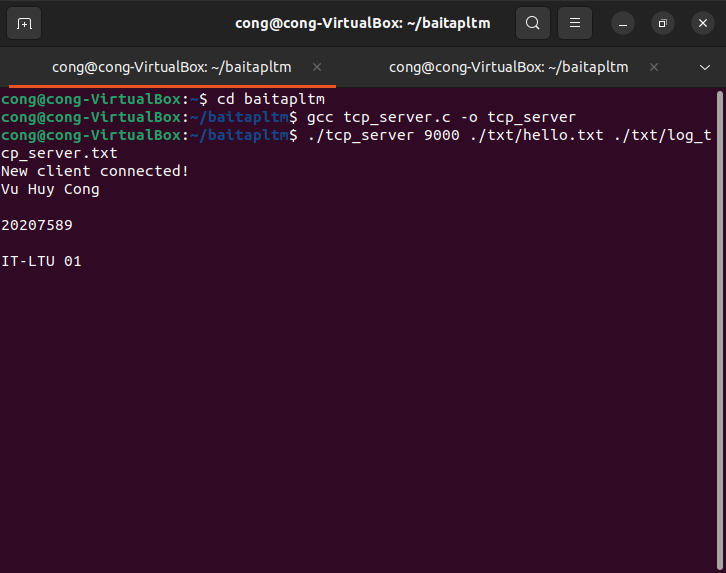 cong@cong-VirtualBox: ~/baitapltm
cong@cong-VirtualBox: ~/baitapltm
cong@cong-VirtualBox: ~/baitapltm
cong@cong-VirtualBox:~$ cd baitapltm
cong@cong-VirtualBox:~/baitapltm$ gcc tcp_server.c -o tcp_server
cong@cong-VirtualBox:~/baitapltm$ ./tcp_server 9000 ./txt/hello.txt ./txt/log_t
cp_server.txt
New client connected!
Vu Huy Cong
20207589
IT-LTU 01